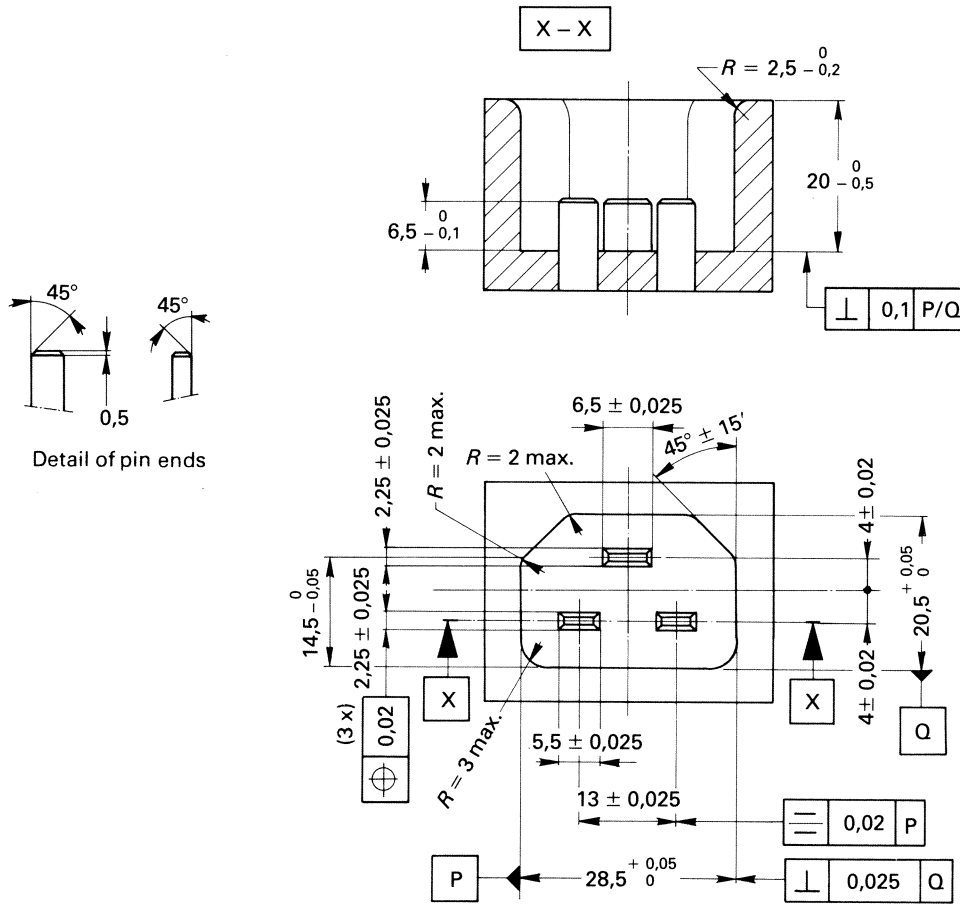 X – X
R = 2,5 0 – 0,2
20 0 – 0,5
6,5 0 – 0,1
⊥ 0,1 P/Q
45° 45°
0,5
Detail of pin ends
6,5 ± 0,025
45° ± 15'
R = 2 max.
R = 2 max.
2,25 ± 0,025
4 ± 0,02
20,5 + 0,05 0
14,5 0 – 0,05
2,25 ± 0,025
4 ± 0,02
X X
Q
(3 x)
⌖ 0,02
R = 3 max.
5,5 ± 0,025
13 ± 0,025
⌯ 0,02 P
P
28,5 + 0,05 0
⊥ 0,025 Q